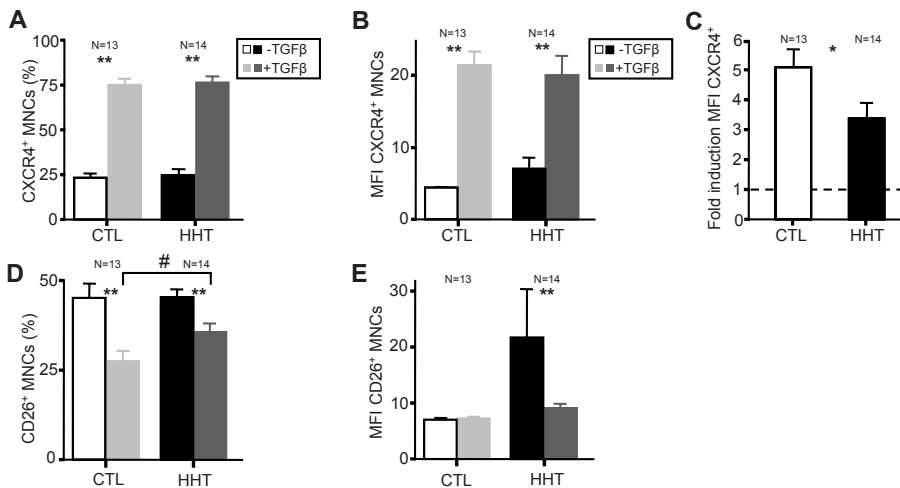 A
CXCR4⁺ MNCs (%)
100
75
50
25
0
N=13
N=14
**
**
CTL
HHT
-TGFβ
+TGFβ
B
MFI CXCR4⁺ MNCs
20
10
0
N=13
N=14
**
**
CTL
HHT
-TGFβ
+TGFβ
C
Fold induction MFI CXCR4⁺
7
6
5
4
3
2
1
0
N=13
N=14
*
CTL
HHT
D
CD26⁺ MNCs (%)
50
25
0
N=13
#
N=14
**
**
CTL
HHT
E
MFI CD26⁺ MNCs
30
20
10
0
N=13
N=14
**
CTL
HHT